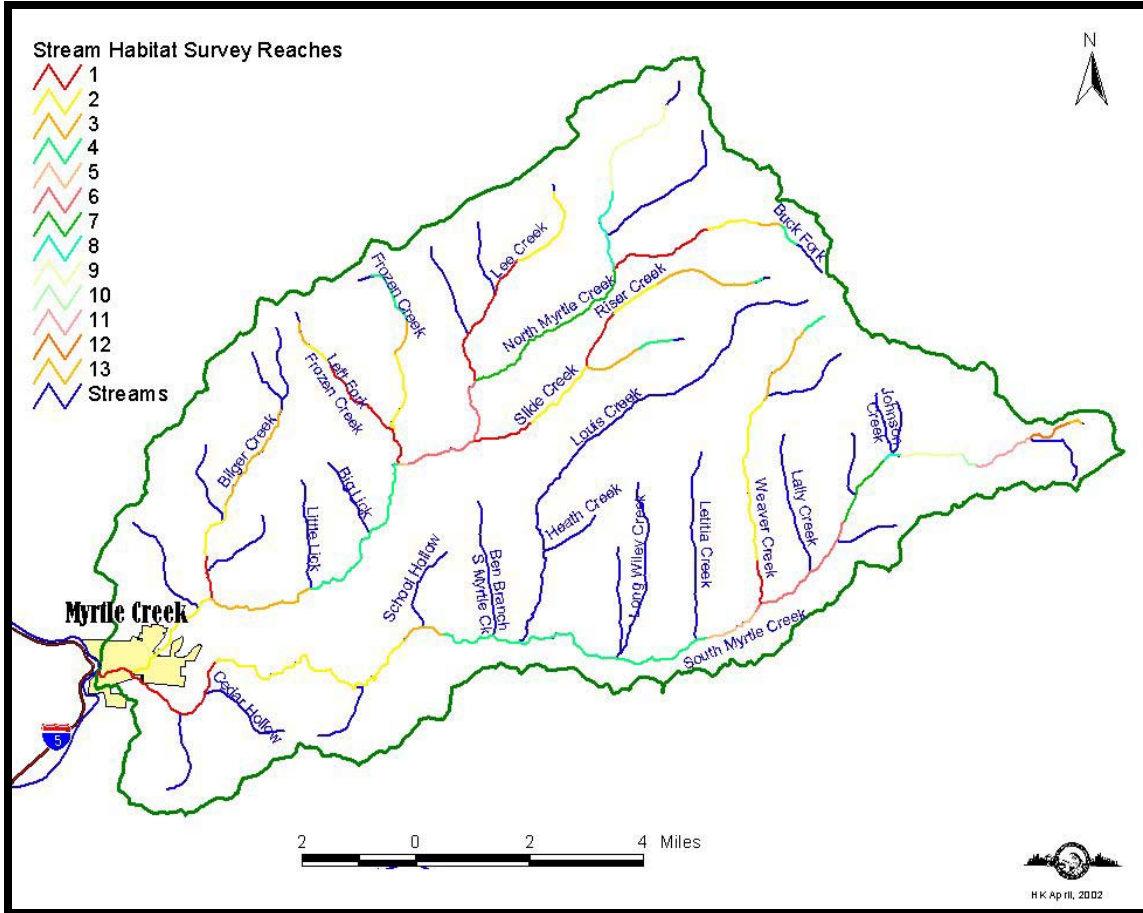 Stream Habitat Survey Reaches
1
2
3
4
5
6
7
8
9
10
11
12
13
Streams
N
Buck Fork
Lee Creek
Frozen Creek
North Myrtle Creek
Riser Creek
Left Fork
Frozen Creek
Slide Creek
Louis Creek
Johnson
Creek
Bilger Creek
Big Lick
Little Lick
Heath Creek
Long Wiley Creek
Letitia Creek
Weaver Creek
Lally Creek
School Hollow
Ben Branch
S Myrtle Ck
Myrtle Creek
South Myrtle Creek
Cedar Hollow
5
2 0 2 4 Miles
HK April, 2002